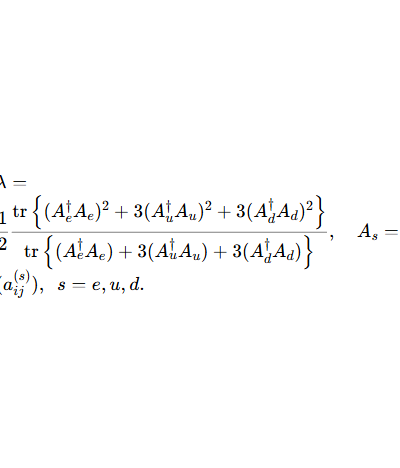 λ =
1/2 tr {(A_e^† A_e)^2 + 3(A_u^† A_u)^2 + 3(A_d^† A_d)^2} / tr {(A_e^† A_e) + 3(A_u^† A_u) + 3(A_d^† A_d)}, A_s =
(a_{ij}^{(s)}), s = e, u, d.